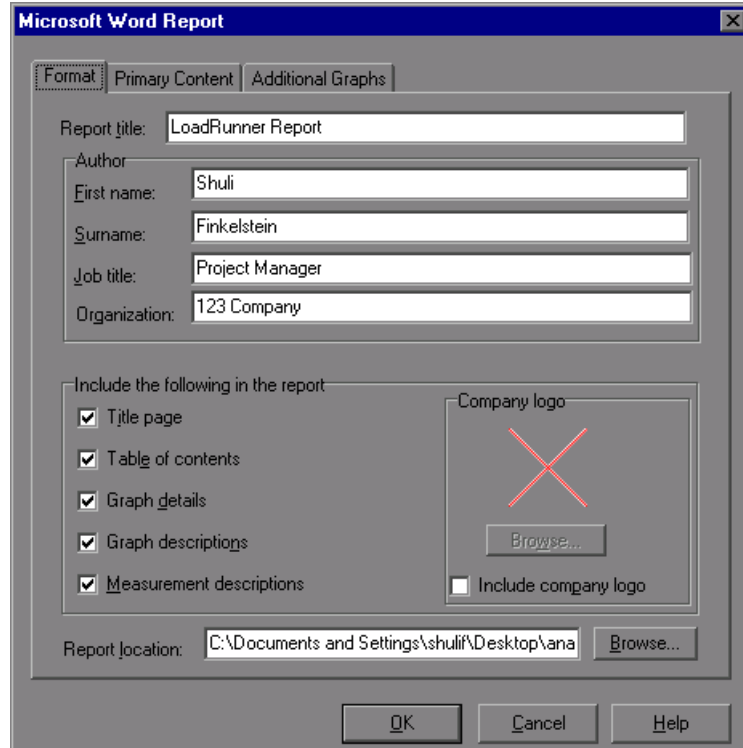 Microsoft Word Report
Format Primary Content Additional Graphs
Report title: LoadRunner Report
Author
First name: Shuli
Surname: Finkelstein
Job title: Project Manager
Organization: 123 Company
Include the following in the report
Title page
Table of contents
Graph details
Graph descriptions
Measurement descriptions
Company logo
Browse...
Include company logo
Report location: C:\Documents and Settings\shulif\Desktop\ana Browse...
OK Cancel Help